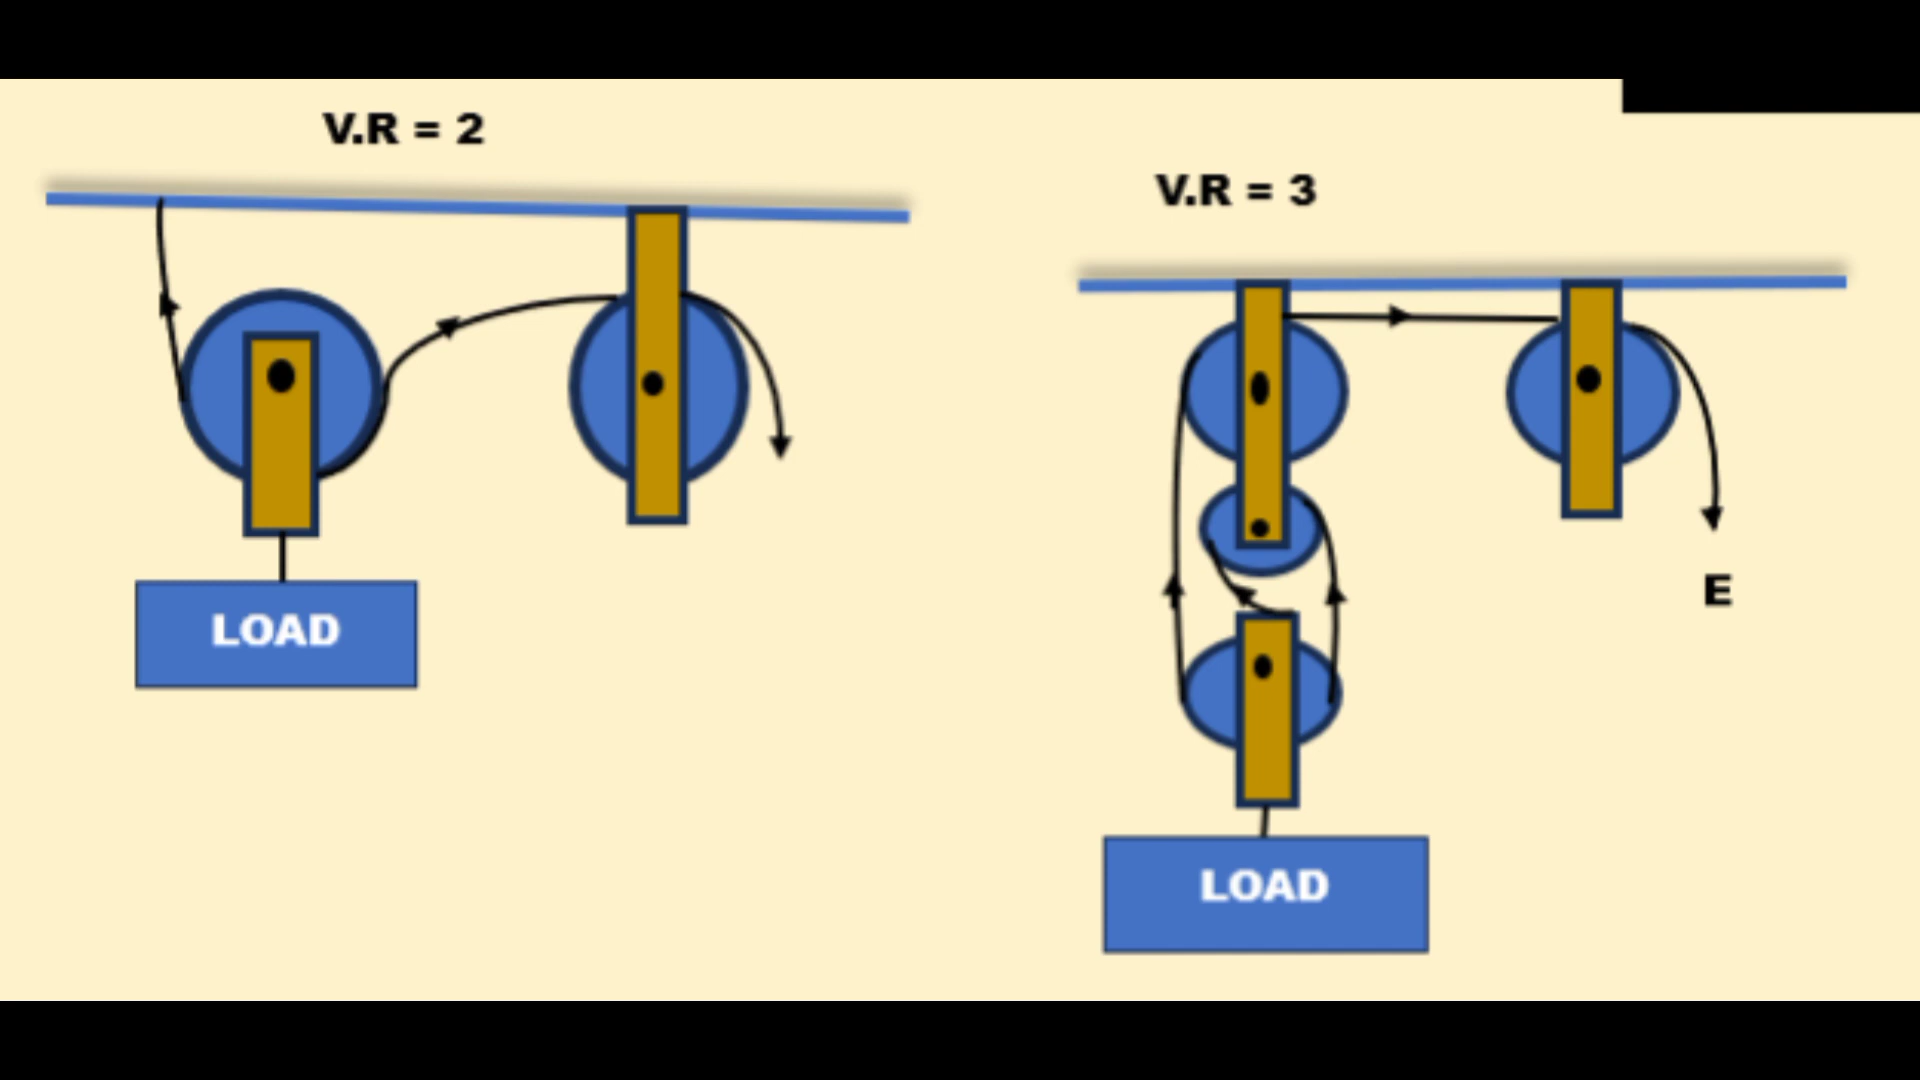 V.R = 2
V.R = 3
E
LOAD
LOAD